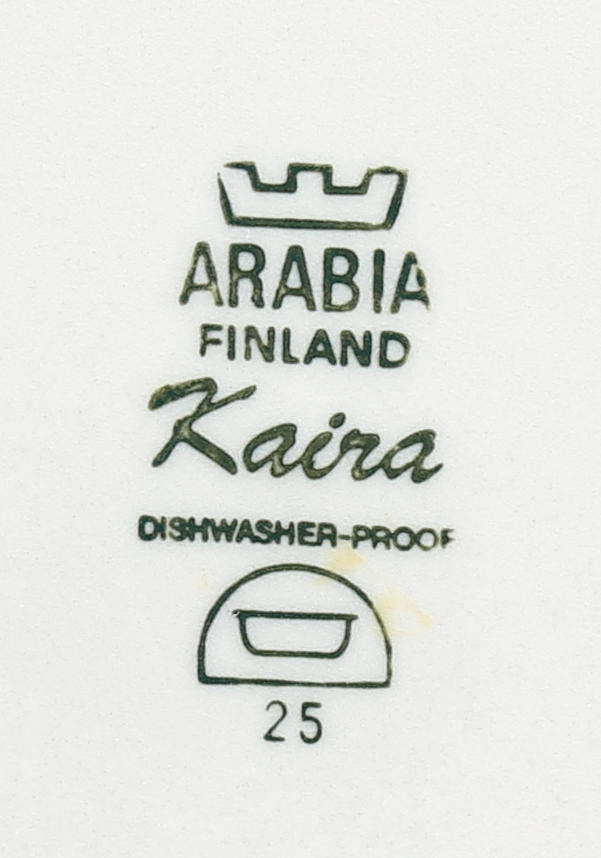 ARABIA
FINLAND
Kaira
DISHWASHER-PROOF
25